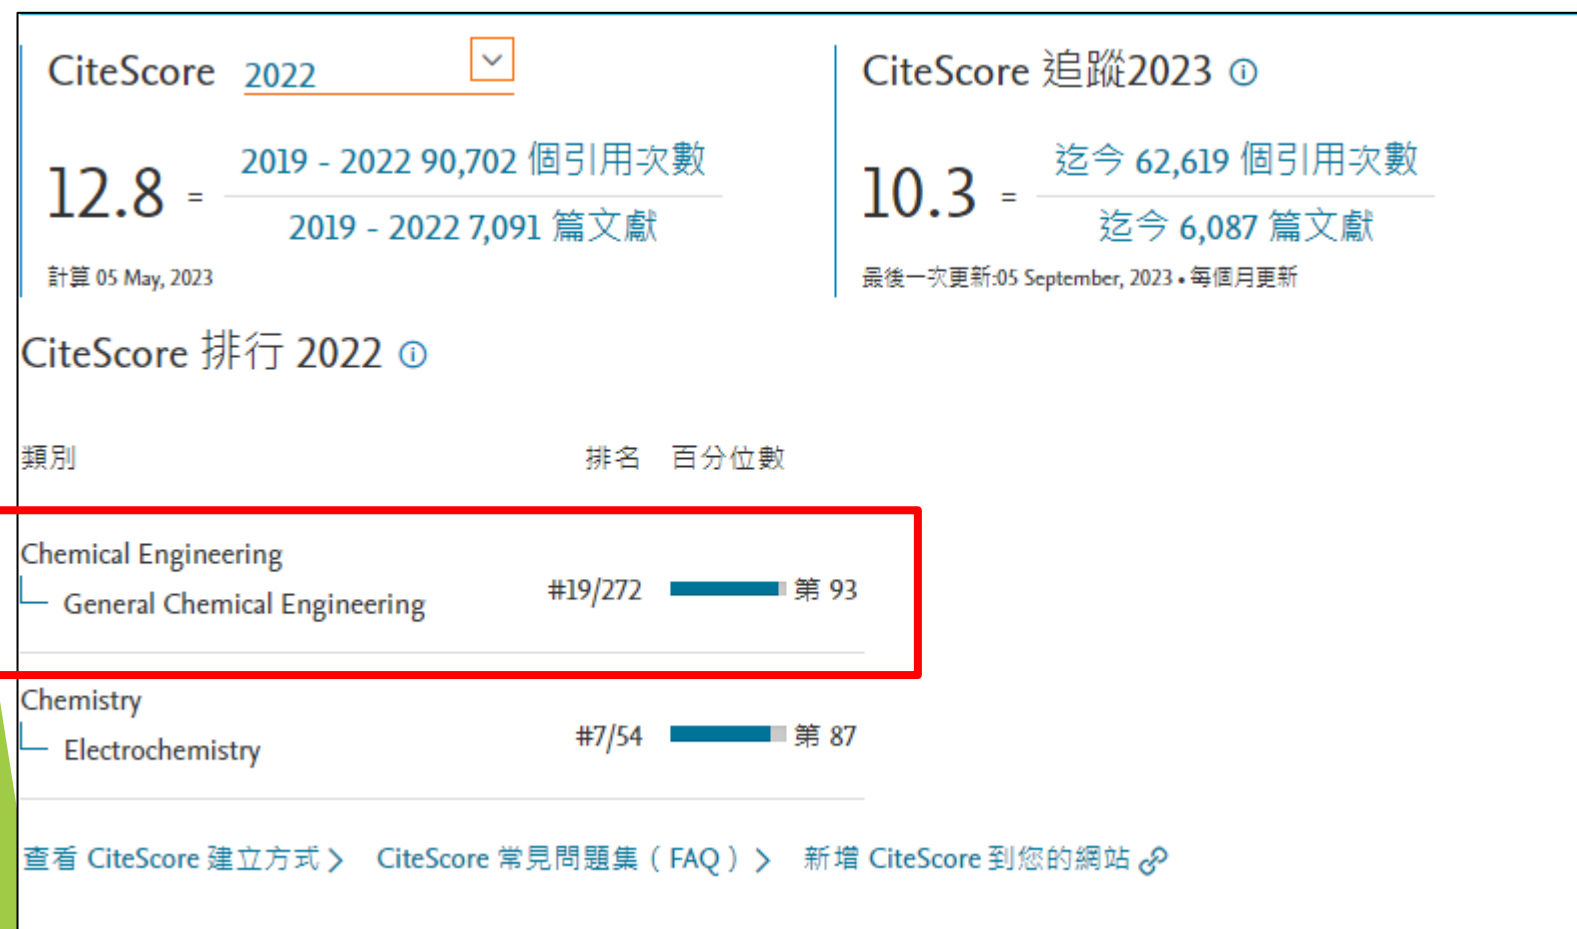 CiteScore 2022
12.8 = 2019 - 2022 90,702 個引用次數
2019 - 2022 7,091 篇文獻
計算 05 May, 2023
CiteScore 追蹤2023
10.3 = 迄今 62,619 個引用次數
迄今 6,087 篇文獻
最後一次更新:05 September, 2023 • 每個月更新
CiteScore 排行 2022
類別 排名 百分位數
Chemical Engineering
General Chemical Engineering #19/272 第 93
Chemistry
Electrochemistry #7/54 第 87
查看 CiteScore 建立方式 > CiteScore 常見問題集（FAQ）> 新增 CiteScore 到您的網站